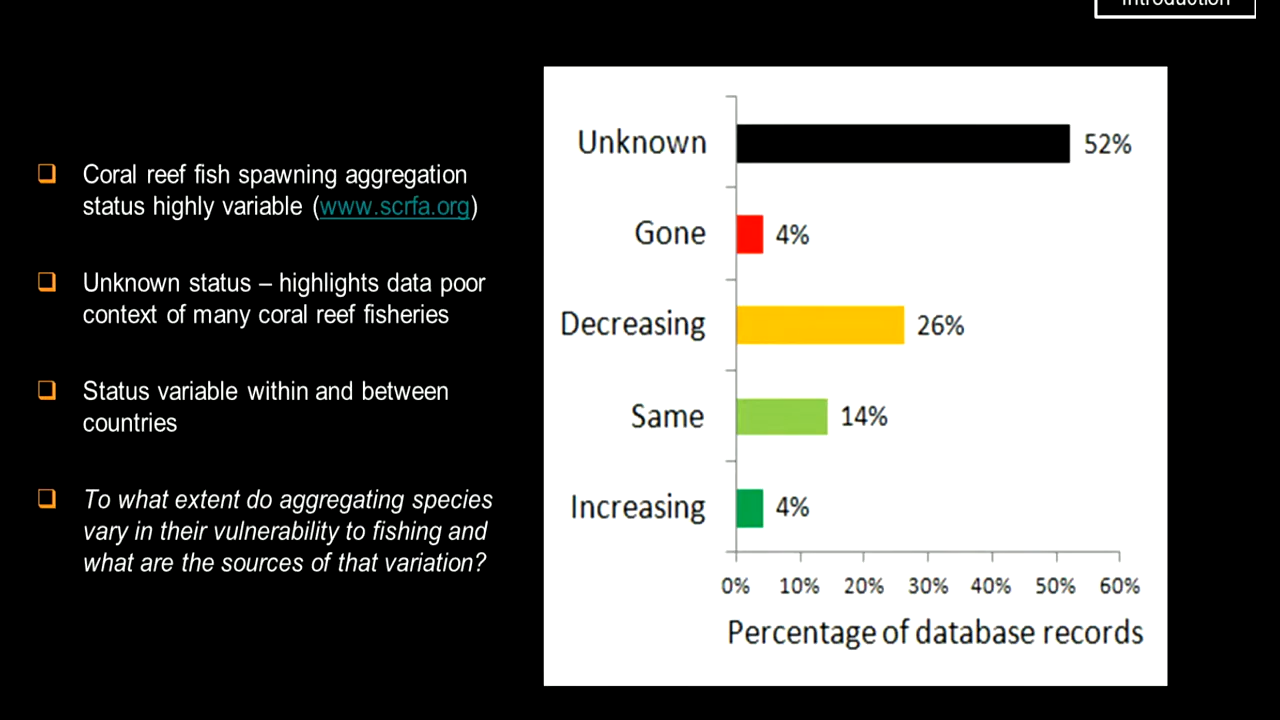 Introduction
Coral reef fish spawning aggregation
status highly variable (www.scrfa.org)
Unknown status – highlights data poor
context of many coral reef fisheries
Status variable within and between
countries
To what extent do aggregating species
vary in their vulnerability to fishing and
what are the sources of that variation?
Unknown 52%
Gone 4%
Decreasing 26%
Same 14%
Increasing 4%
0% 10% 20% 30% 40% 50% 60%
Percentage of database records